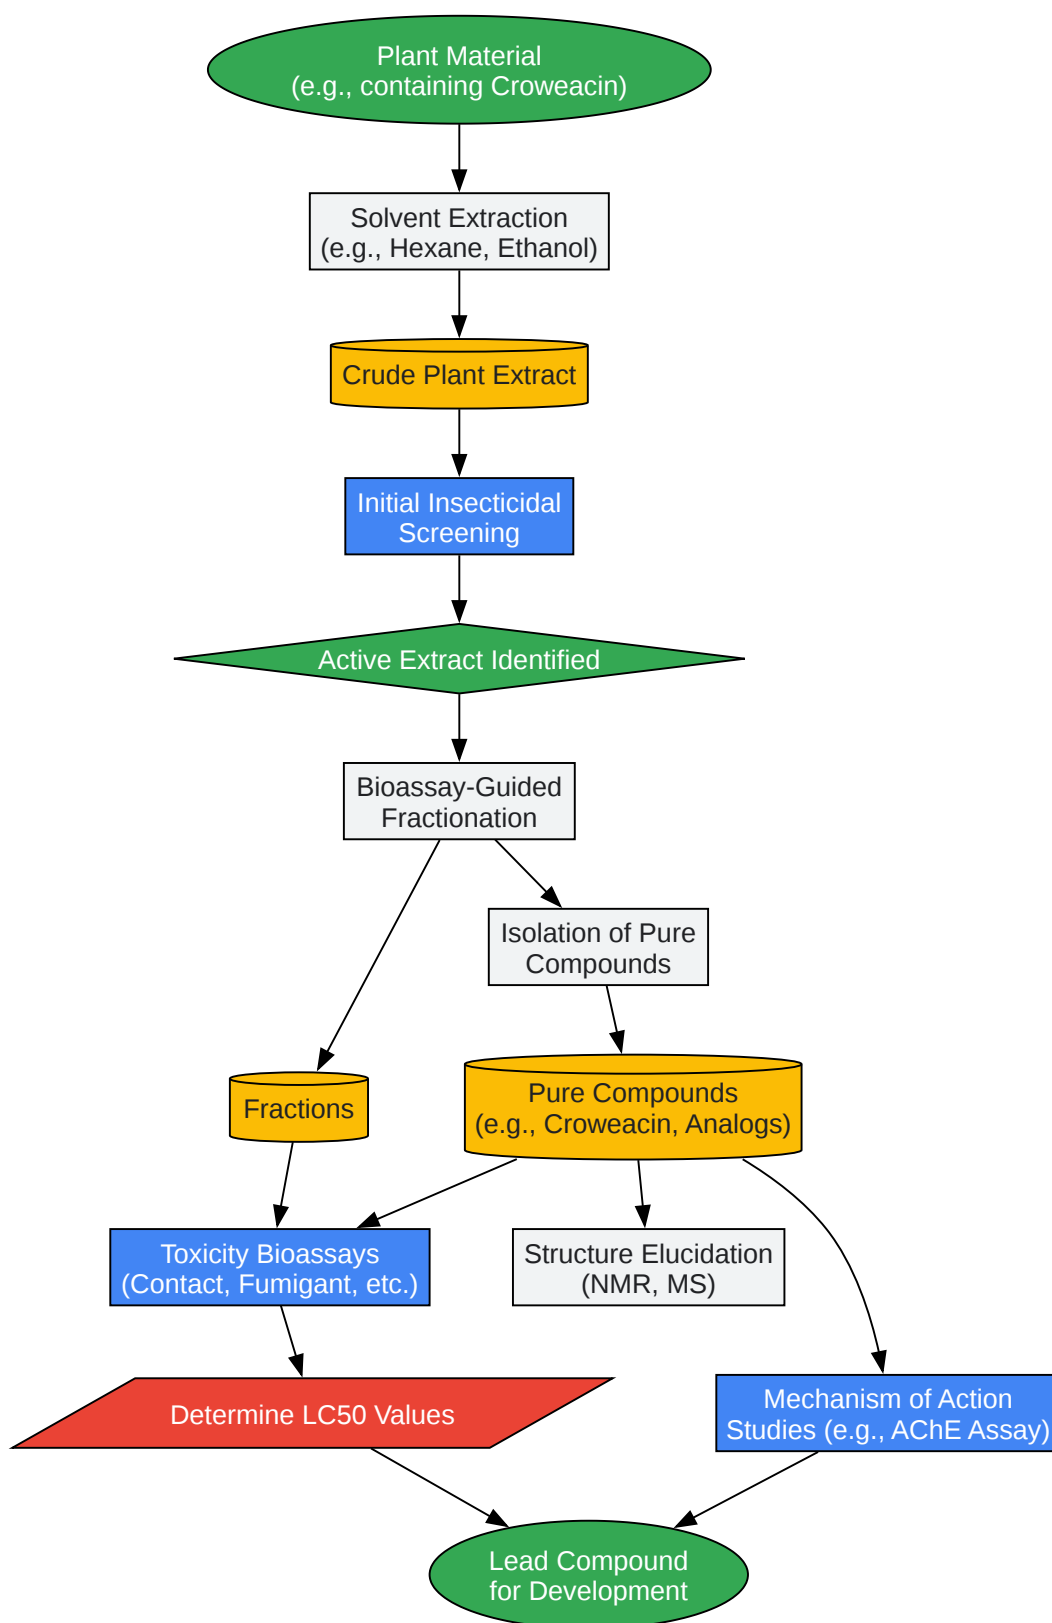 Plant Material
(e.g., containing Croweacin)
Solvent Extraction
(e.g., Hexane, Ethanol)
Crude Plant Extract
Initial Insecticidal
Screening
Active Extract Identified
Bioassay-Guided
Fractionation
Isolation of Pure
Compounds
Fractions
Pure Compounds
(e.g., Croweacin, Analogs)
Toxicity Bioassays
(Contact, Fumigant, etc.)
Structure Elucidation
(NMR, MS)
Determine LC50 Values
Mechanism of Action
Studies (e.g., AChE Assay)
Lead Compound
for Development